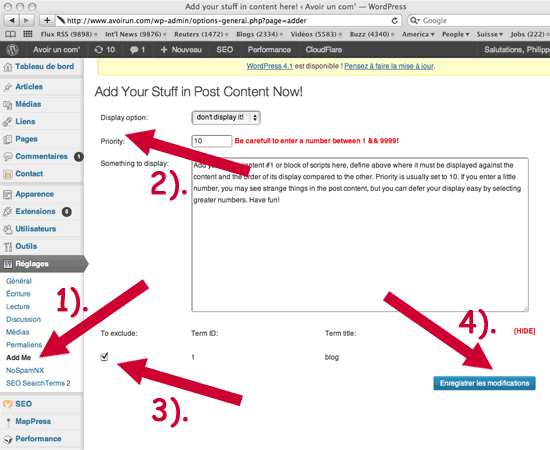 Add your stuff in content here! ‹ Avoir un com' — WordPress
http://www.avoirun.com/wp-admin/options-general.php?page=adder
Google
Flux RSS (9898) Int'l News (8976) Reuters (1472) Blogs (2334) Videos (5051) Buzz (4340) America People Suisse Jobs (222)
Avoir un com' 10 1 + Nouveau SEO Performance CloudFlare Salutations, Philipp
WordPress 4.1 est disponible ! Pensez à faire la mise à jour.
Tableau de bord
Articles
Médias
Liens
Pages
Commentaires 1
Contact
Apparence
Extensions 5
Utilisateurs
Outils
Réglages
Général
Écriture
Lecture
Discussion
Médias
Permaliens
Add Me
NoSpamNX
SEO SearchTerms 2
SEO
MapPress
Performance
Add Your Stuff in Post Content Now!
Display option: don't display it!
Priority: 10 Be carefull to enter a number between 1 && 9999!
Something to display:
Add your content #1 or block of scripts here, define above where it must be displayed against
the content and the order of its display compared to the other. Priority is usually set to 10. If you enter a little
number, you may see strange things in the post content, but you can defer your display easy by selecting
greater numbers. Have fun!
[HIDE]
To exclude: Term ID: Term title:
1 blog
Enregistrer les modifications
1).
2).
3).
4).